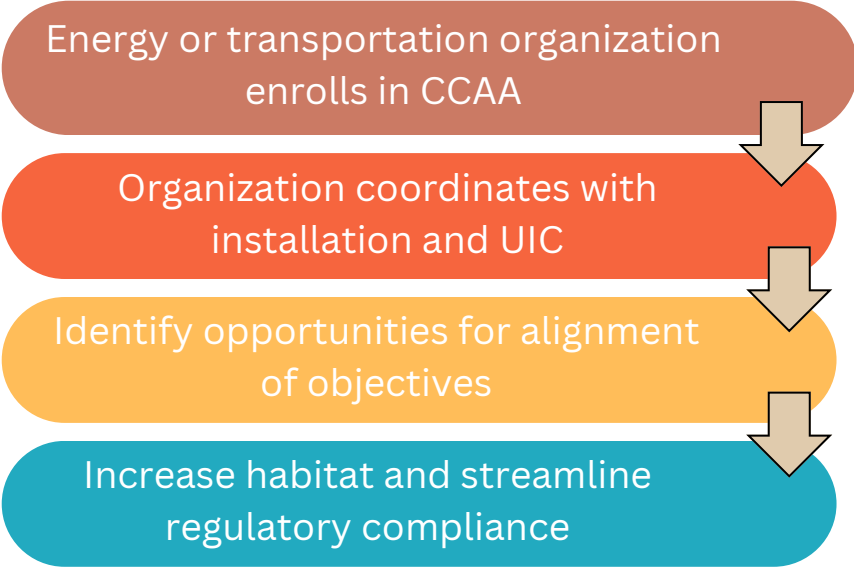 Energy or transportation organization
enrolls in CCAA
Organization coordinates with
installation and UIC
Identify opportunities for alignment
of objectives
Increase habitat and streamline
regulatory compliance